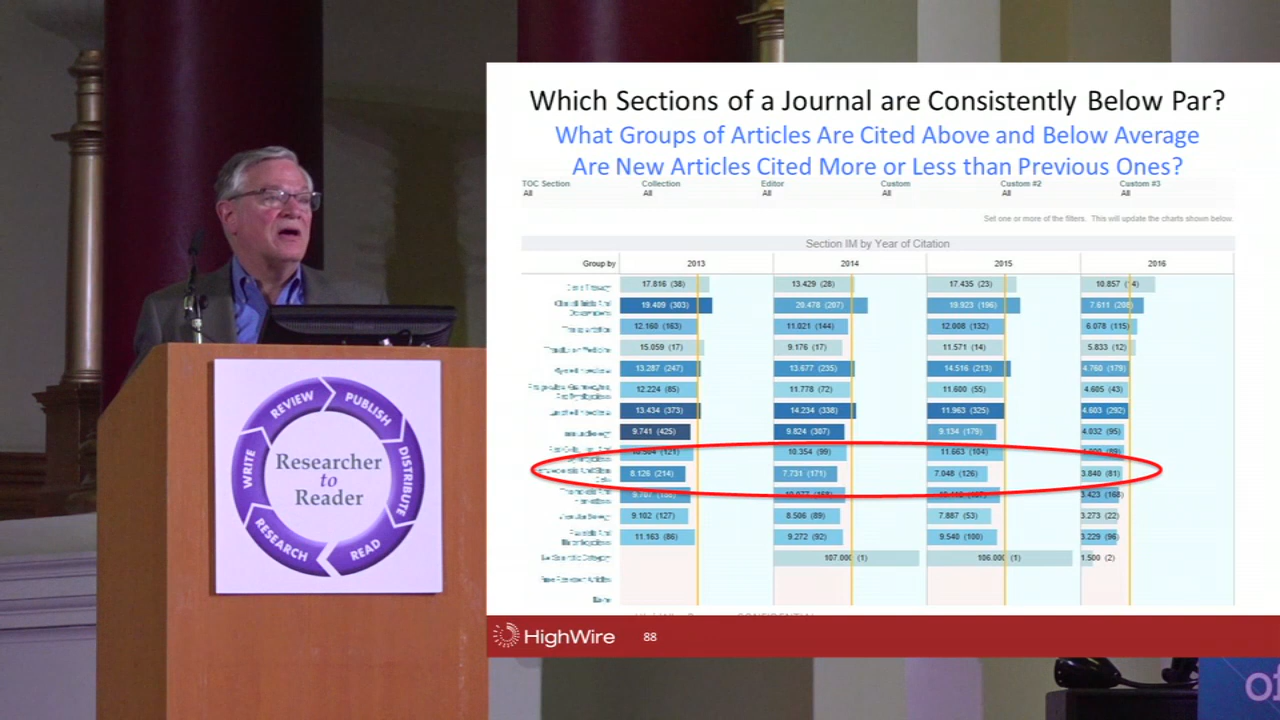 Which Sections of a Journal are Consistently Below Par?
What Groups of Articles Are Cited Above and Below Average
Are New Articles Cited More or Less than Previous Ones?
TOC Section Collection Editor Custom Custom #2 Custom #3
All All All All All All
Set one or more of the filters. This will update the charts shown below.
Section IM by Year of Citation
Group by 2013 2014 2015 2016
17.816 (38) 13.429 (28) 17.435 (23) 10.857
19.409 (303) 20.478 (207) 19.923 (196) 7.611 (208)
12.160 (163) 11.021 (144) 12.008 (132) 6.078 (115)
15.059 (17) 9.176 (17) 11.571 (14) 5.833 (12)
13.287 (247) 13.677 (235) 14.516 (213) 4.760 (179)
12.224 (85) 11.778 (72) 11.600 (55) 4.605 (43)
13.434 (373) 14.234 (338) 11.963 (325) 4.603 (292)
9.741 (425) 9.824 (307) 9.134 (179) 4.032 (95)
10.354 (99) 11.663 (104)
8.126 (214) 7.731 (171) 7.048 (126) 3.840 (81)
3.423 (168)
9.102 (127) 8.506 (89) 7.887 (53) 3.273 (22)
11.163 (86) 9.272 (92) 9.540 (100) 3.229 (96)
107.000 (1) 106.000 (1) 1.500 (2)
HighWire 88
REVIEW
PUBLISH
DISTRIBUTE
READ
RESEARCH
WRITE
Researcher
to
Reader